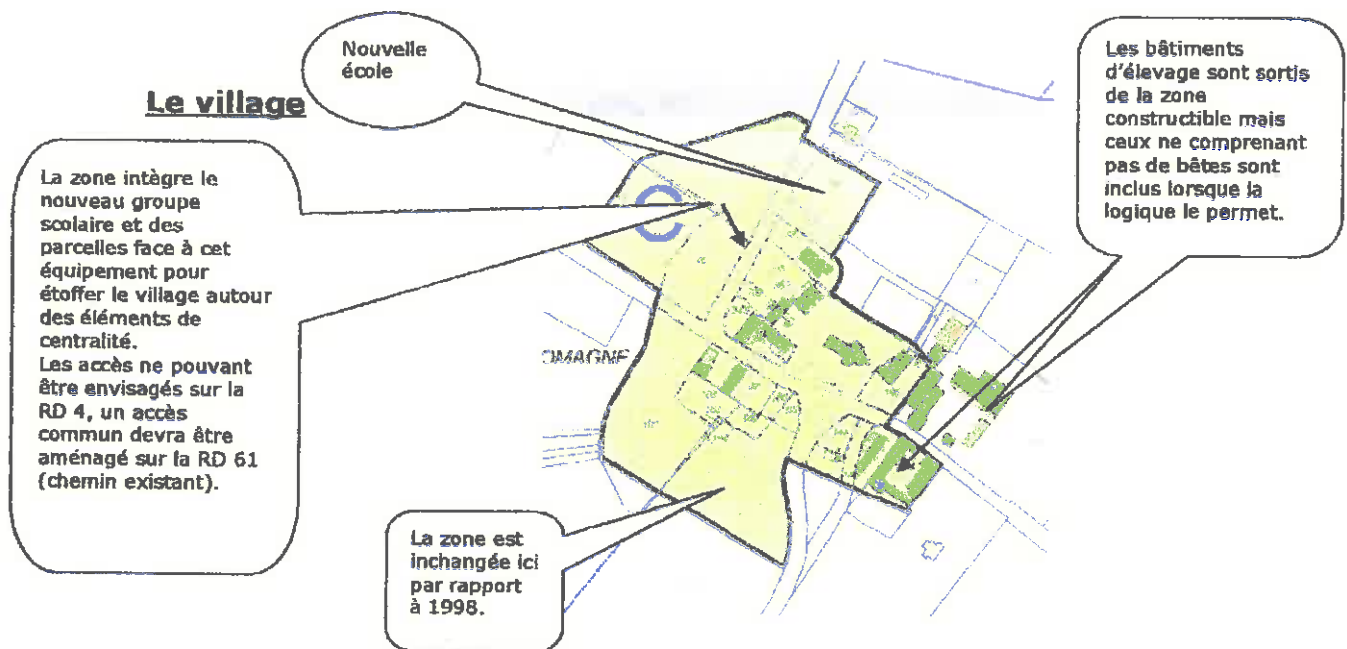 Le village
Nouvelle
école
La zone intègre le
nouveau groupe
scolaire et des
parcelles face à cet
équipement pour
étoffer le village autour
des éléments de
centralité.
Les accès ne pouvant
être envisagés sur la
RD 4, un accès
commun devra être
aménagé sur la RD 61
(chemin existant).
Les bâtiments
d'élevage sont sortis
de la zone
constructible mais
ceux ne comprenant
pas de bêtes sont
inclus lorsque la
logique le permet.
C
OMAGNE
La zone est
inchangée ici
par rapport
à 1998.